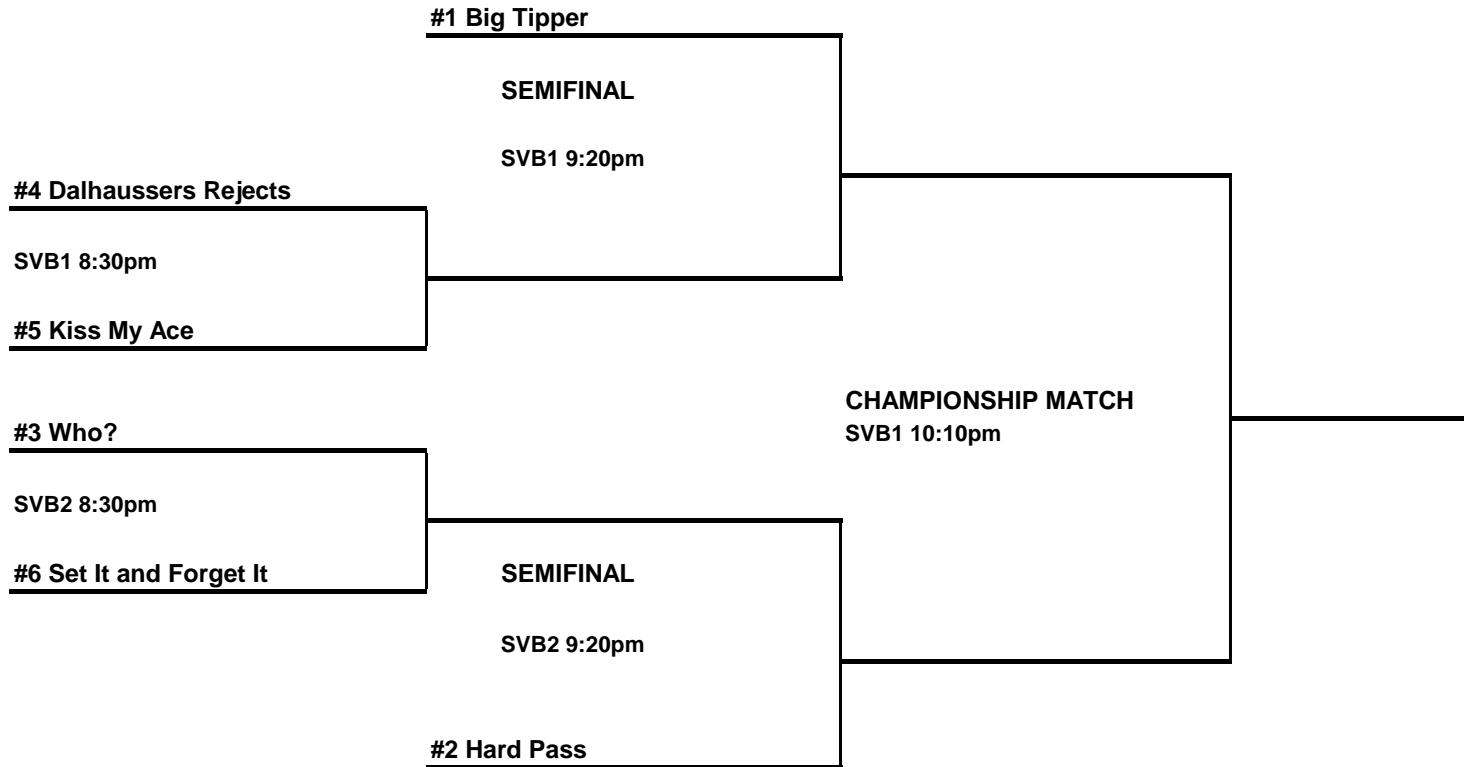 #1 Big Tipper
SEMIFINAL
SVB1 9:20pm
#4 Dalhaussers Rejects
SVB1 8:30pm
#5 Kiss My Ace
CHAMPIONSHIP MATCH
#3 Who?
SVB1 10:10pm
SVB2 8:30pm
#6 Set It and Forget It
SEMIFINAL
SVB2 9:20pm
#2 Hard Pass